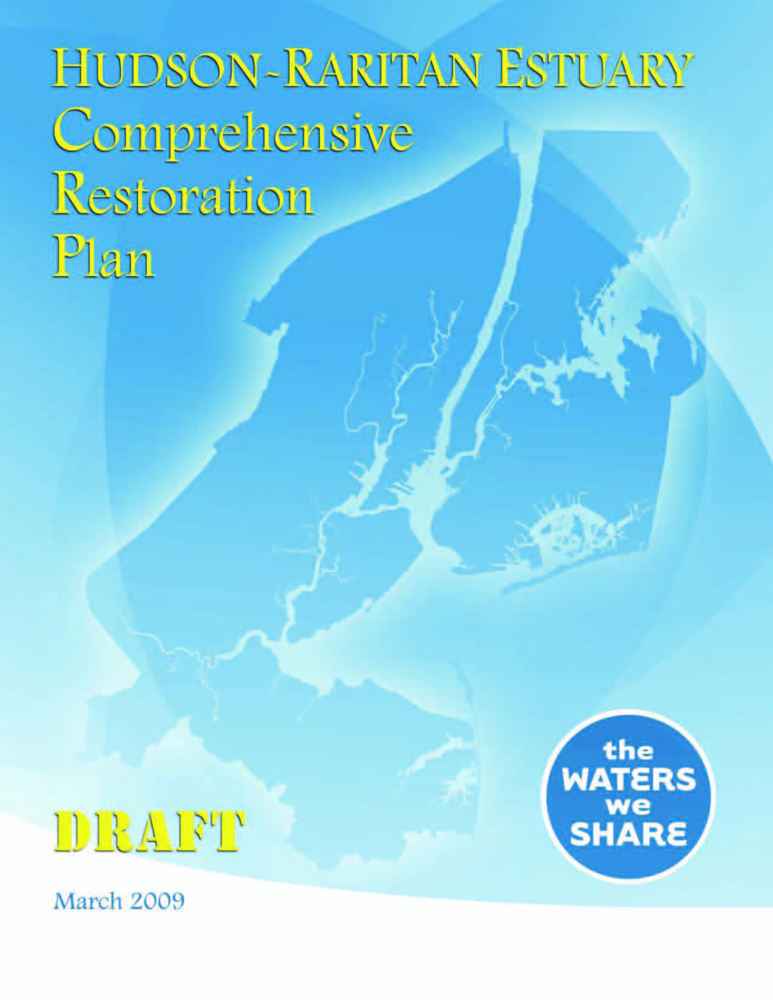 HUDSON-RARITAN ESTUARY
Comprehensive
Restoration
Plan
DRAFT
March 2009
the
WATERS
we
SHARE